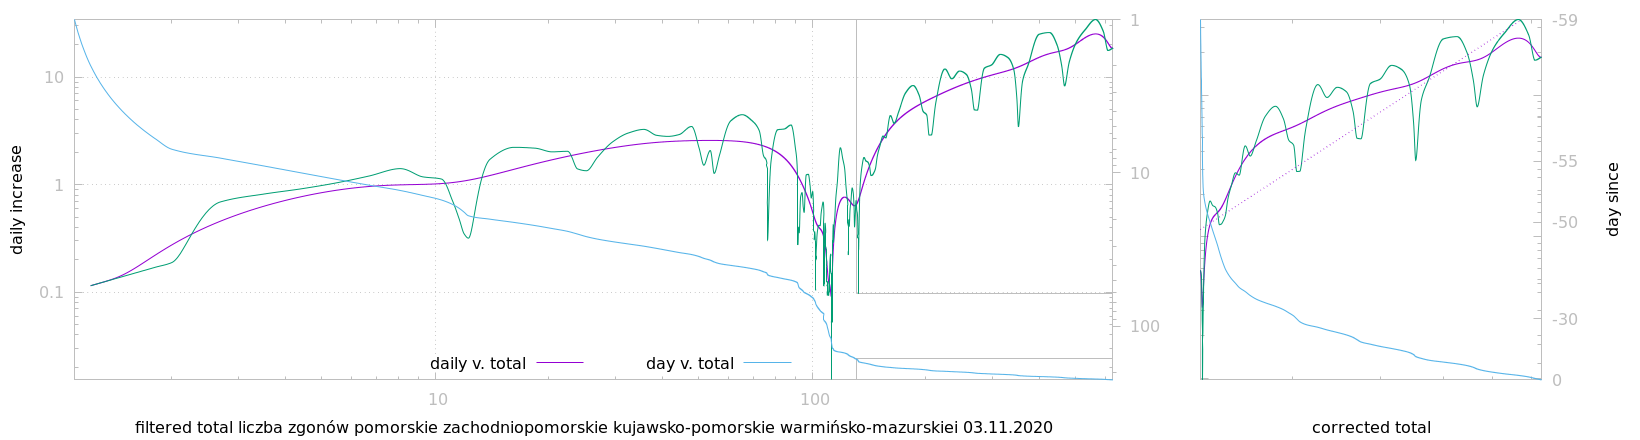 10
1
0.1
daily increase
1
10
100
daily v. total
day v. total
10
100
filtered total liczba zgonów pomorskie zachodniopomorskie kujawsko-pomorskie warmińsko-mazurskiei 03.11.2020
-59
-55
-50
-30
0
day since
corrected total